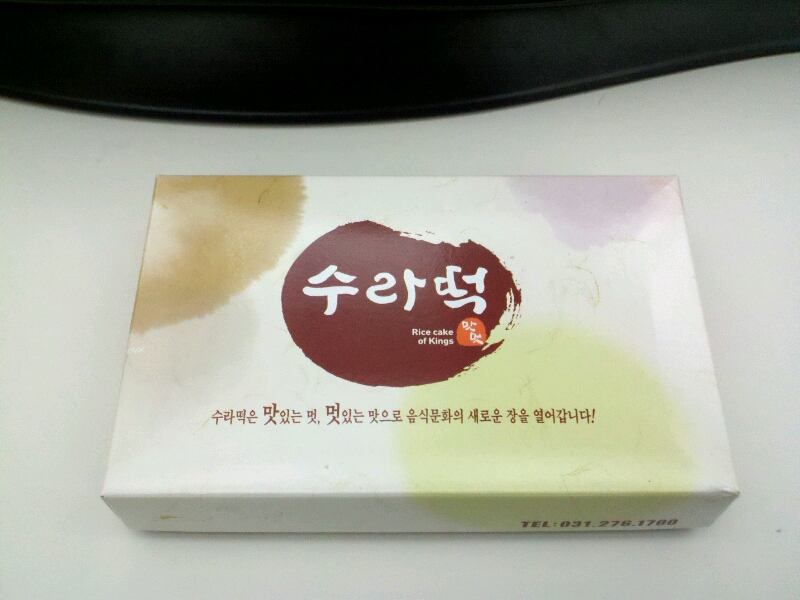 수라떡
Rice cake
of Kings
맛
멋
수라떡은 맛있는 멋, 멋있는 맛으로 음식문화의 새로운 장을 열어갑니다!
TEL: 031.276.1700